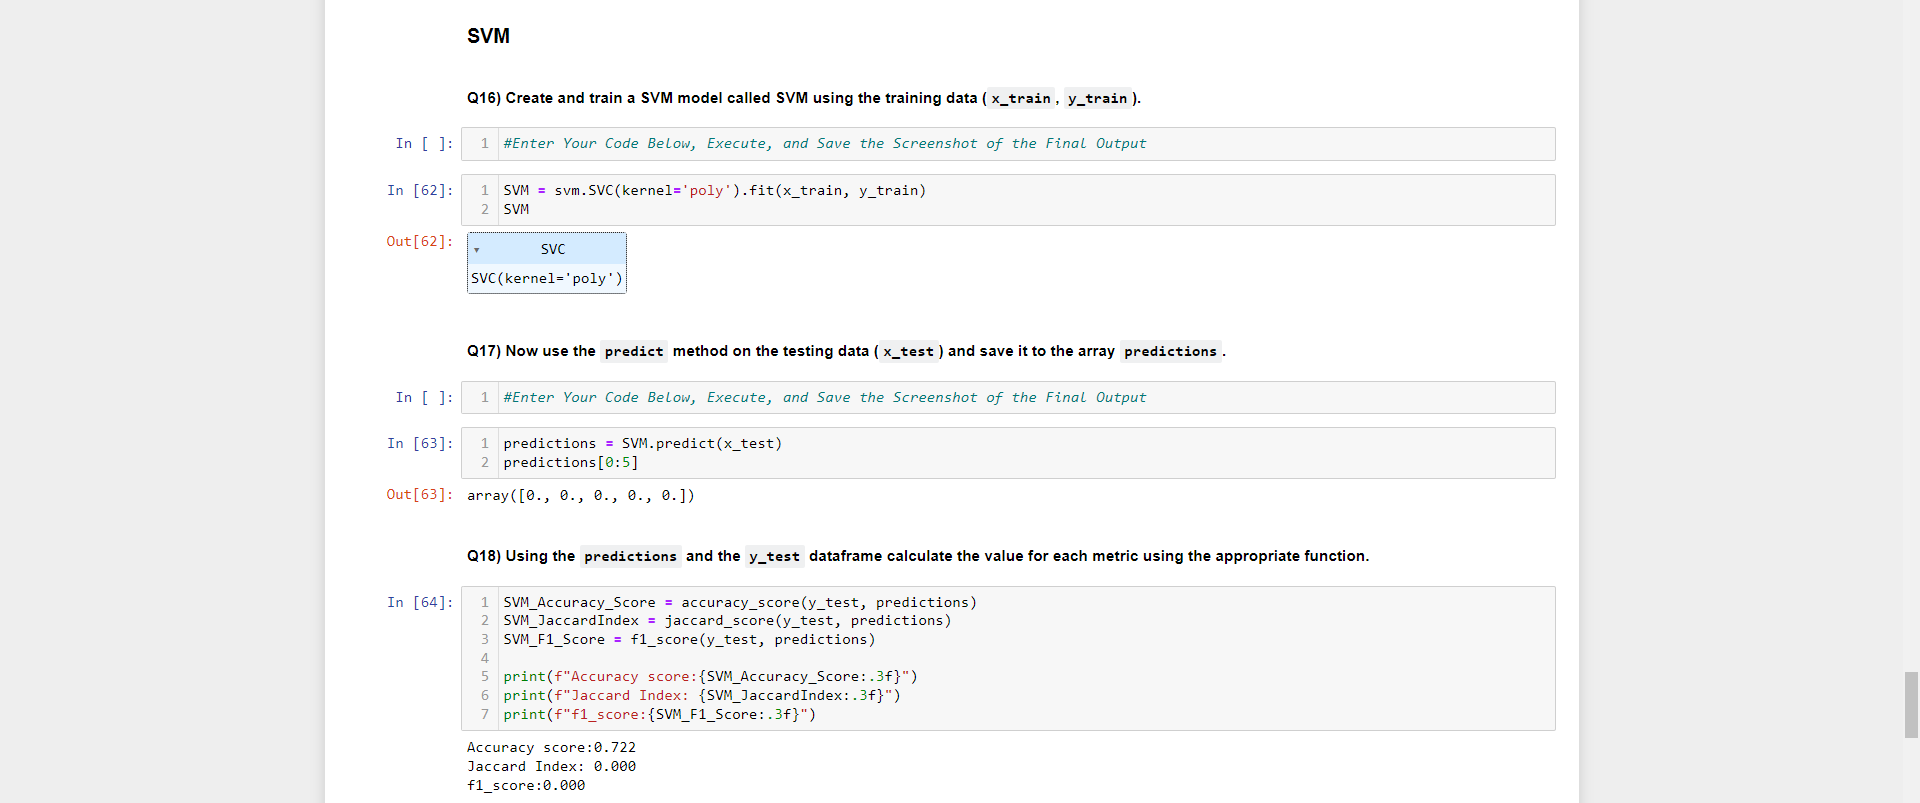 SVM
Q16) Create and train a SVM model called SVM using the training data ( x_train , y_train ).
In [ ]: 1 #Enter Your Code Below, Execute, and Save the Screenshot of the Final Output
In [62]: 1 SVM = svm.SVC(kernel='poly').fit(x_train, y_train)
2 SVM
Out[62]: ▾ SVC
SVC(kernel='poly')
Q17) Now use the predict method on the testing data ( x_test ) and save it to the array predictions .
In [ ]: 1 #Enter Your Code Below, Execute, and Save the Screenshot of the Final Output
In [63]: 1 predictions = SVM.predict(x_test)
2 predictions[0:5]
Out[63]: array([0., 0., 0., 0., 0.])
Q18) Using the predictions and the y_test dataframe calculate the value for each metric using the appropriate function.
In [64]: 1 SVM_Accuracy_Score = accuracy_score(y_test, predictions)
2 SVM_JaccardIndex = jaccard_score(y_test, predictions)
3 SVM_F1_Score = f1_score(y_test, predictions)
4
5 print(f"Accuracy score:{SVM_Accuracy_Score:.3f}")
6 print(f"Jaccard Index: {SVM_JaccardIndex:.3f}")
7 print(f"f1_score:{SVM_F1_Score:.3f}")
Accuracy score:0.722
Jaccard Index: 0.000
f1_score:0.000